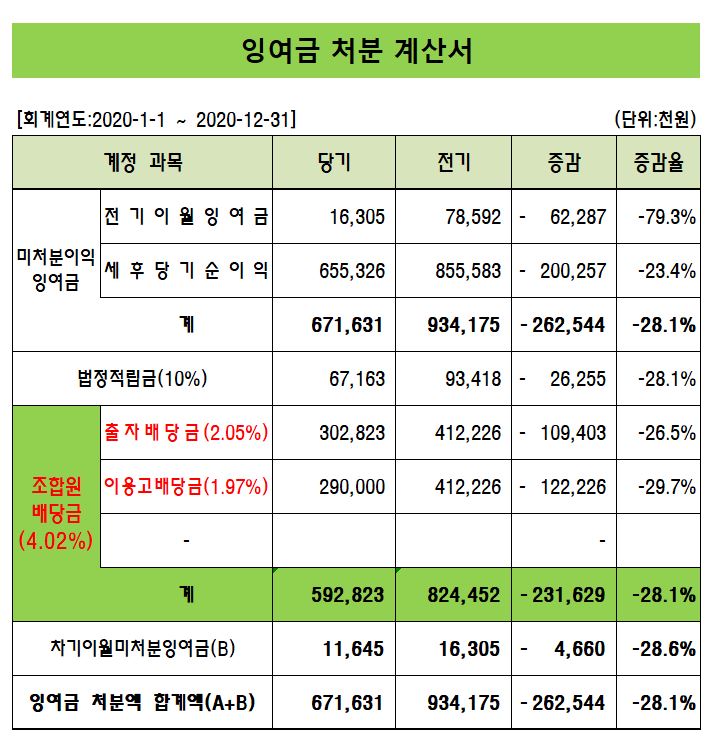 잉여금 처분 계산서
[회계연도:2020-1-1 ~ 2020-12-31] (단위:천원)
계정 과목 당기 전기 증감 증감율
미처분이익
잉여금
전기이월잉여금 16,305 78,592 - 62,287 -79.3%
세후당기순이익 655,326 855,583 - 200,257 -23.4%
계 671,631 934,175 - 262,544 -28.1%
법정적립금(10%) 67,163 93,418 - 26,255 -28.1%
조합원
배당금
(4.02%)
출자배당금(2.05%) 302,823 412,226 - 109,403 -26.5%
이용고배당금(1.97%) 290,000 412,226 - 122,226 -29.7%
- -
계 592,823 824,452 - 231,629 -28.1%
차기이월미처분잉여금(B) 11,645 16,305 - 4,660 -28.6%
잉여금 처분액 합계액(A+B) 671,631 934,175 - 262,544 -28.1%